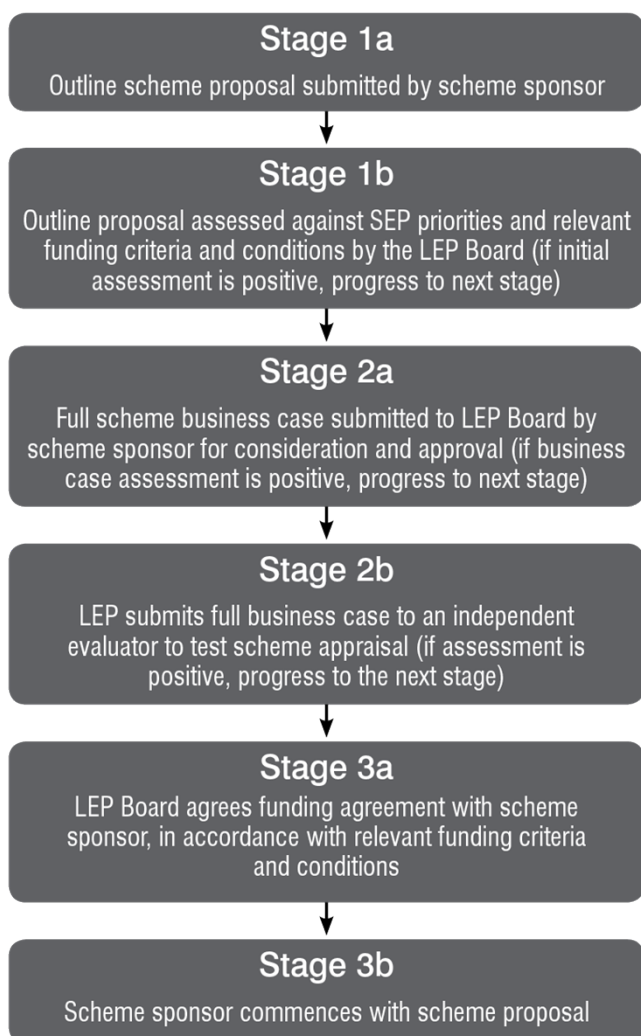 Stage 1a
Outline scheme proposal submitted by scheme sponsor
Stage 1b
Outline proposal assessed against SEP priorities and relevant
funding criteria and conditions by the LEP Board (if initial
assessment is positive, progress to next stage)
Stage 2a
Full scheme business case submitted to LEP Board by
scheme sponsor for consideration and approval (if business
case assessment is positive, progress to next stage)
Stage 2b
LEP submits full business case to an independent
evaluator to test scheme appraisal (if assessment is
positive, progress to the next stage)
Stage 3a
LEP Board agrees funding agreement with scheme
sponsor, in accordance with relevant funding criteria
and conditions
Stage 3b
Scheme sponsor commences with scheme proposal